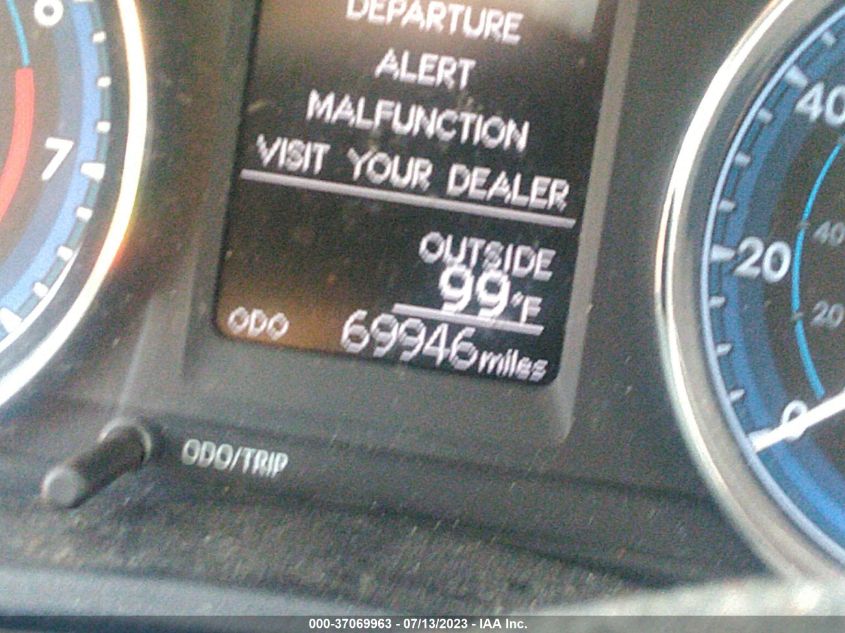 DEPARTURE
ALERT
MALFUNCTION
VISIT YOUR DEALER
OUTSIDE
99°F
ODO 69946 miles
ODO/TRIP
8
7
40
20
0
40
20
000-37069963 - 07/13/2023 - IAA Inc.